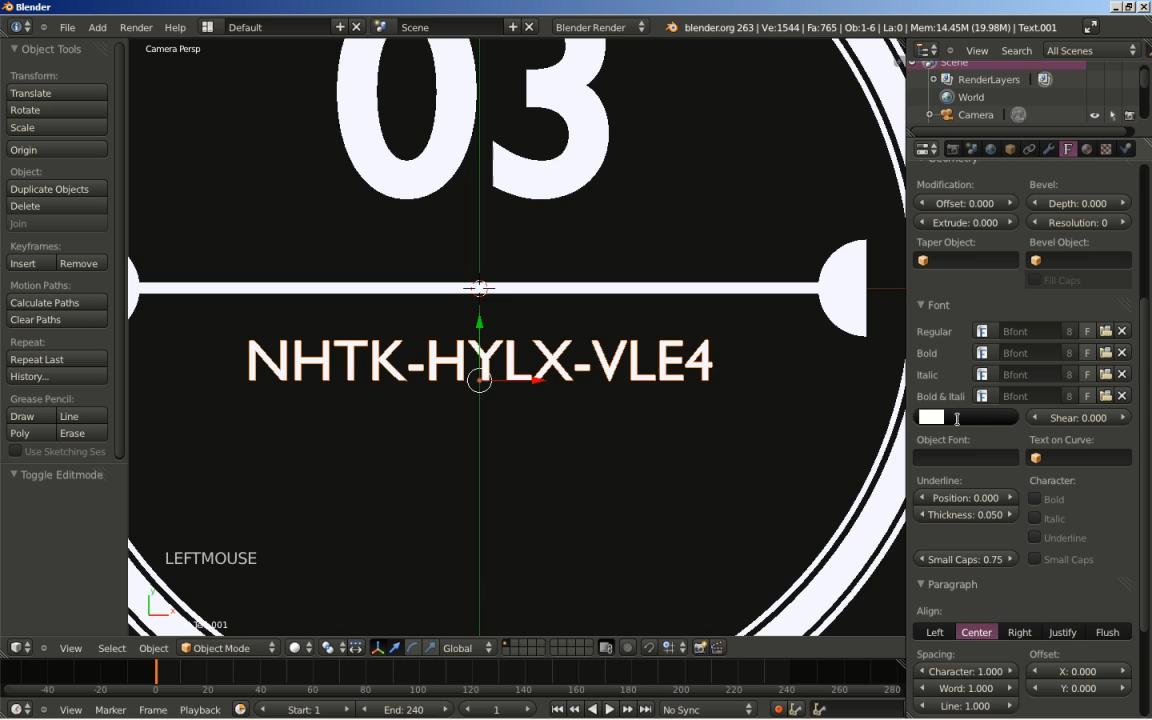 Blender
File Add Render Help Default Scene Blender Render blender.org 263 | Ve:1544 | Fa:765 | Ob:1-6 | La:0 | Mem:14.45M (19.98M) | Text.001
Object Tools
Transform:
Translate
Rotate
Scale
Origin
Object:
Duplicate Objects
Delete
Join
Keyframes:
Insert Remove
Motion Paths:
Calculate Paths
Clear Paths
Repeat:
Repeat Last
History...
Grease Pencil:
Draw Line
Poly Erase
Use Sketching Ses
Toggle Editmode
Camera Persp
03
NHTK-HYLX-VLE4
LEFTMOUSE
View Search All Scenes
Scene
RenderLayers
World
Camera
Geometry
Modification: Bevel:
Offset: 0.000 Depth: 0.000
Extrude: 0.000 Resolution: 0
Taper Object: Bevel Object:
Fill Caps
Font
Regular Bfont 8 F
Bold Bfont 8 F
Italic Bfont 8 F
Bold & Itali Bfont 8 F
Shear: 0.000
Object Font: Text on Curve:
Underline: Character:
Position: 0.000 Bold
Thickness: 0.050 Italic
Underline
Small Caps: 0.75 Small Caps
Paragraph
Align:
Left Center Right Justify Flush
Spacing: Offset:
Character: 1.000 X: 0.000
Word: 1.000 Y: 0.000
Line: 1.000
View Select Object Object Mode Global
-40 -20 0 20 40 60 80 100 120 140 160 180 200 220 240 260 280
View Marker Frame Playback Start: 1 End: 240 1 No Sync